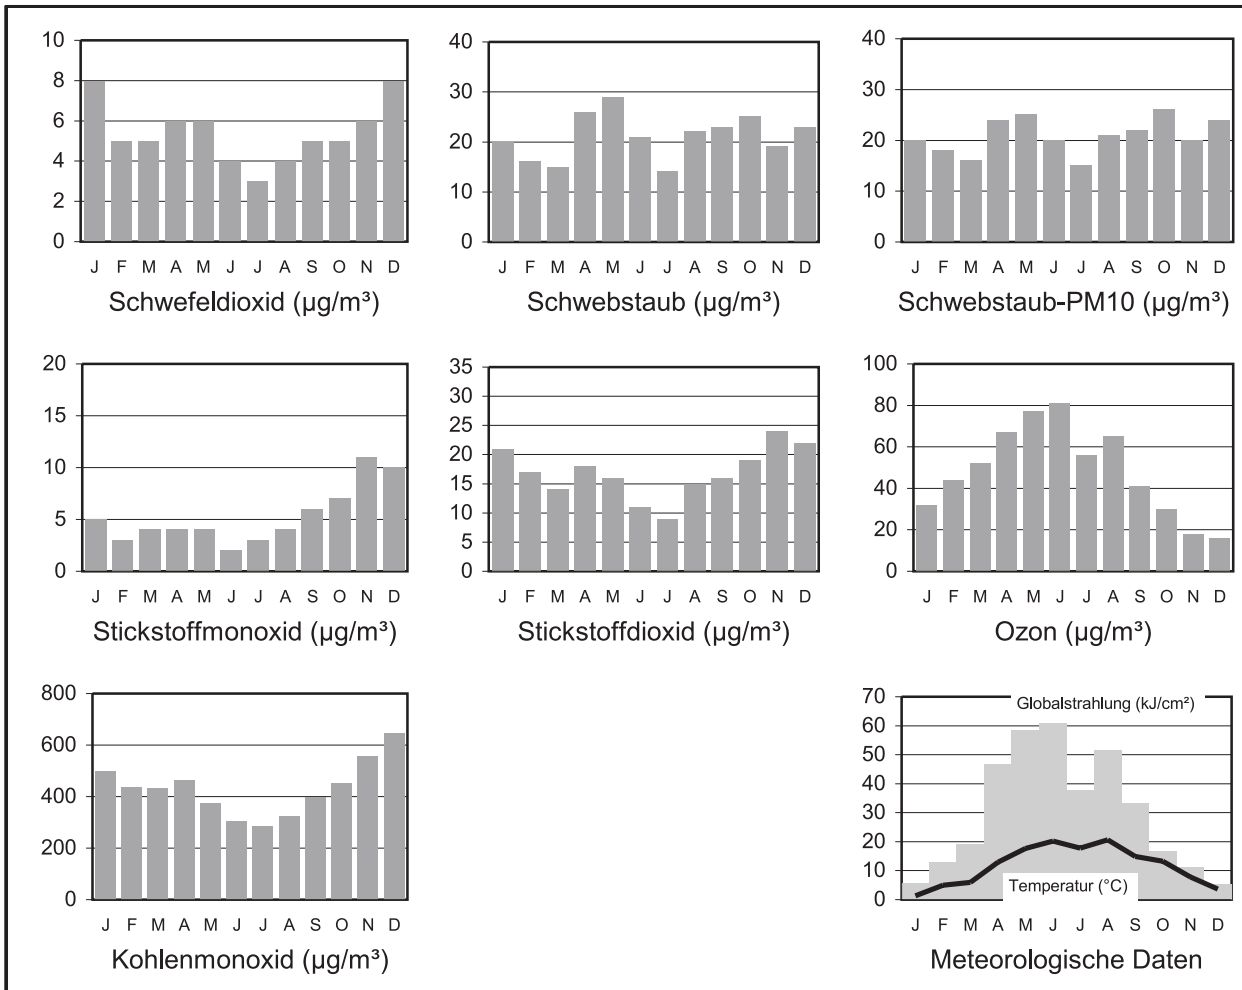 10
8
6
4
2
0
J F M A M J J A S O N D
Schwefeldioxid (µg/m³)
40
30
20
10
0
J F M A M J J A S O N D
Schwebstaub (µg/m³)
40
30
20
10
0
J F M A M J J A S O N D
Schwebstaub-PM10 (µg/m³)
20
15
10
5
0
J F M A M J J A S O N D
Stickstoffmonoxid (µg/m³)
35
30
25
20
15
10
5
0
J F M A M J J A S O N D
Stickstoffdioxid (µg/m³)
100
80
60
40
20
0
J F M A M J J A S O N D
Ozon (µg/m³)
800
600
400
200
0
J F M A M J J A S O N D
Kohlenmonoxid (µg/m³)
70
60
50
40
30
20
10
0
Globalstrahlung (kJ/cm²)
Temperatur (°C)
J F M A M J J A S O N D
Meteorologische Daten